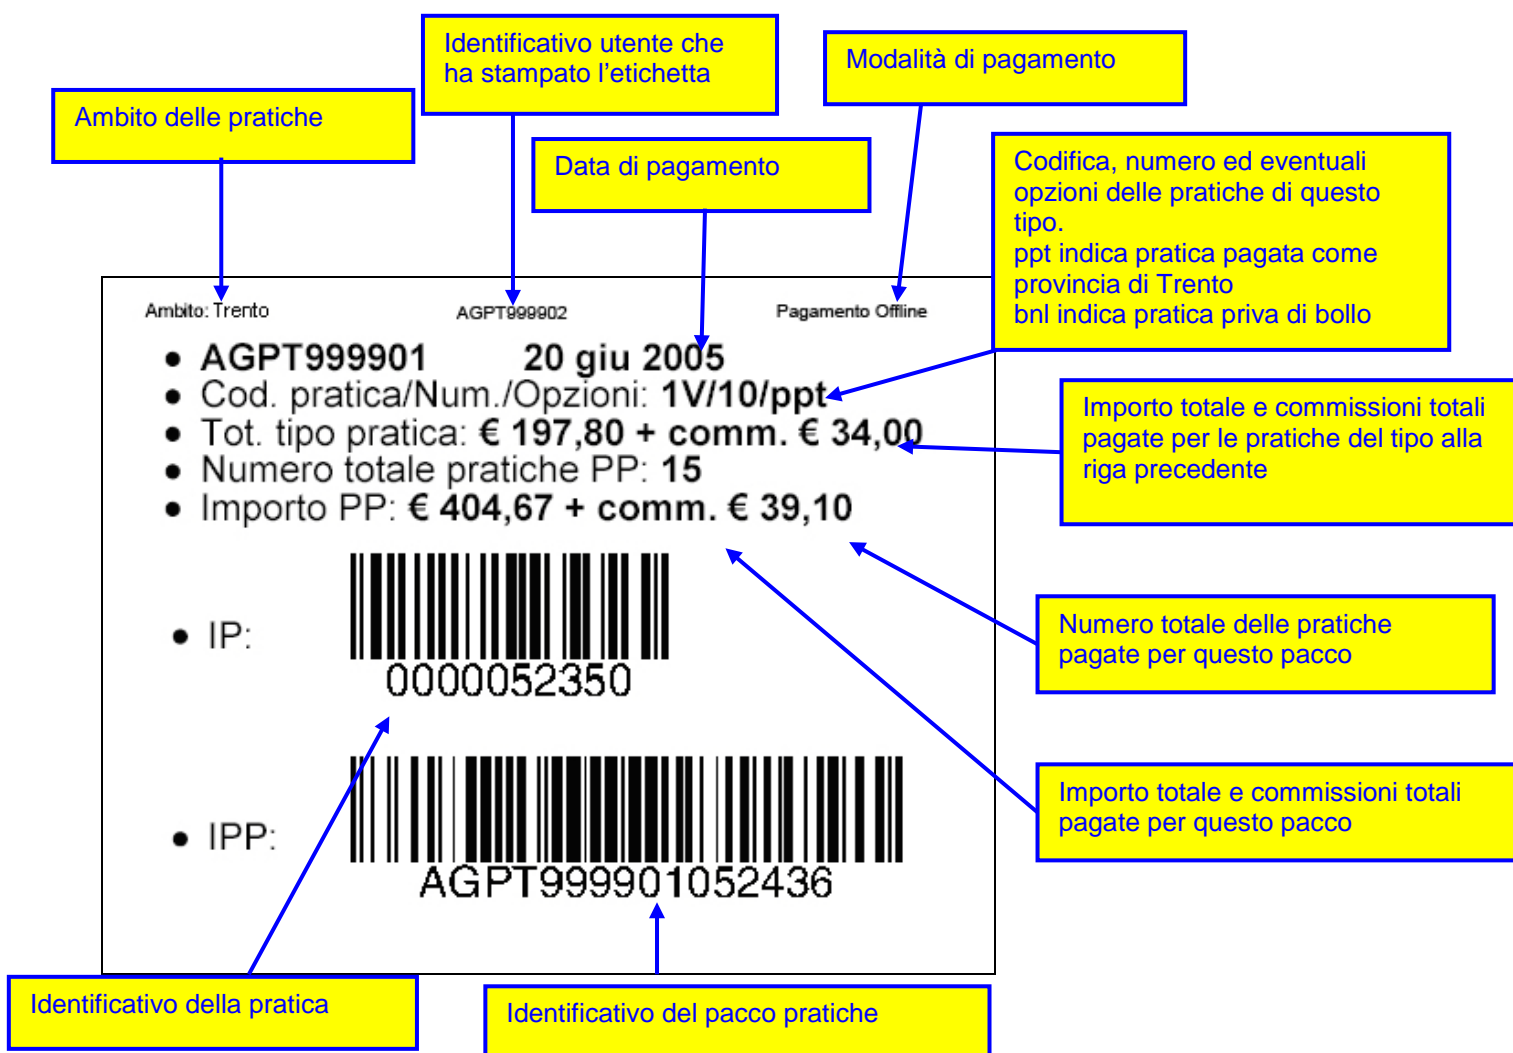 Identificativo utente che
ha stampato l'etichetta
Modalità di pagamento
Ambito delle pratiche
Data di pagamento
Codifica, numero ed eventuali
opzioni delle pratiche di questo
tipo.
ppt indica pratica pagata come
provincia di Trento
bnl indica pratica priva di bollo
Ambito: Trento
AGPT999902
Pagamento Offline
• AGPT999901 20 giu 2005
• Cod. pratica/Num./Opzioni: 1V/10/ppt
• Tot. tipo pratica: € 197,80 + comm. € 34,00
• Numero totale pratiche PP: 15
• Importo PP: € 404,67 + comm. € 39,10
Importo totale e commissioni totali
pagate per le pratiche del tipo alla
riga precedente
• IP:
0000052350
Numero totale delle pratiche
pagate per questo pacco
Importo totale e commissioni totali
pagate per questo pacco
• IPP:
AGPT999901052436
Identificativo della pratica
Identificativo del pacco pratiche